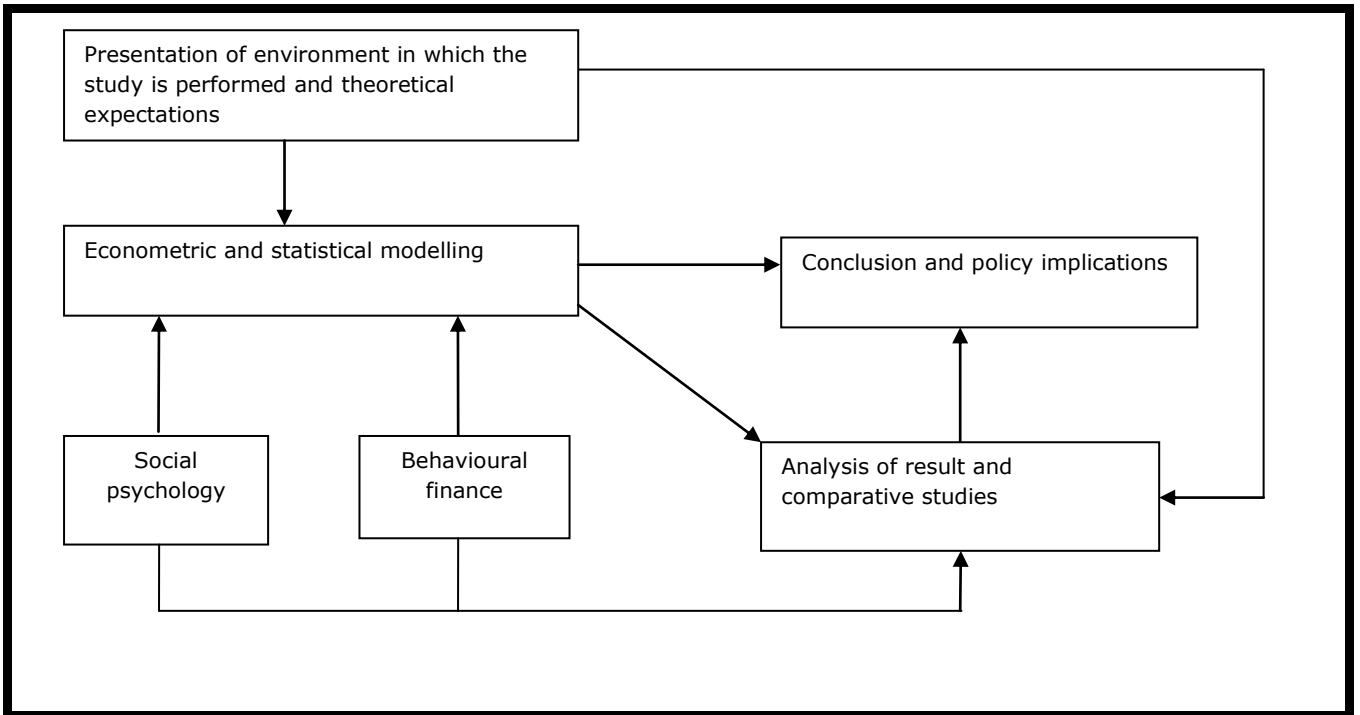 Presentation of environment in which the
study is performed and theoretical
expectations
Econometric and statistical modelling
Conclusion and policy implications
Social
psychology
Behavioural
finance
Analysis of result and
comparative studies